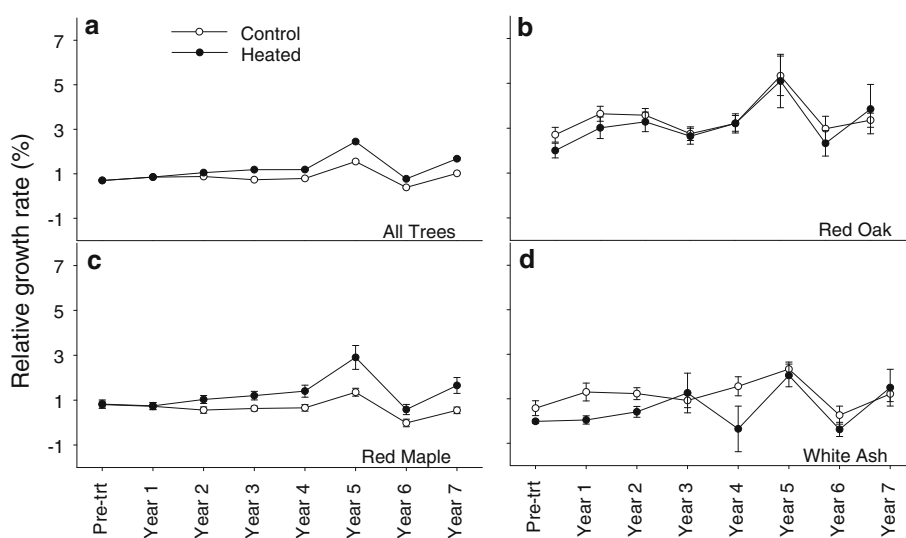 a
Control
Heated
b
7
5
3
1
-1
All Trees
Red Oak
c
d
7
5
3
1
-1
Red Maple
White Ash
Relative growth rate (%)
Pre-trt
Year 1
Year 2
Year 3
Year 4
Year 5
Year 6
Year 7
Pre-trt
Year 1
Year 2
Year 3
Year 4
Year 5
Year 6
Year 7